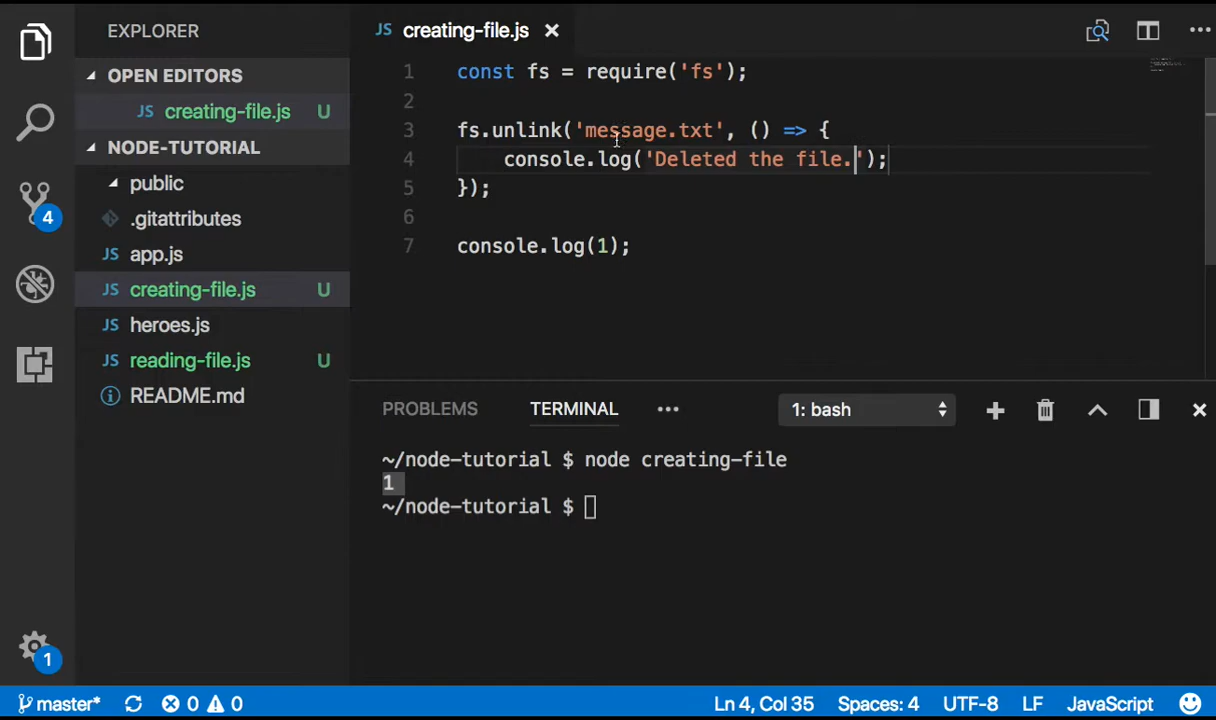 EXPLORER
OPEN EDITORS
JS creating-file.js U
NODE-TUTORIAL
public
.gitattributes
JS app.js
JS creating-file.js U
JS heroes.js
JS reading-file.js U
README.md
4
1
JS creating-file.js
1 const fs = require('fs');
2
3 fs.unlink('message.txt', () => {
4 console.log('Deleted the file.');
5 });
6
7 console.log(1);
PROBLEMS TERMINAL 1: bash
~/node-tutorial $ node creating-file
1
~/node-tutorial $
master* 0 0 Ln 4, Col 35 Spaces: 4 UTF-8 LF JavaScript